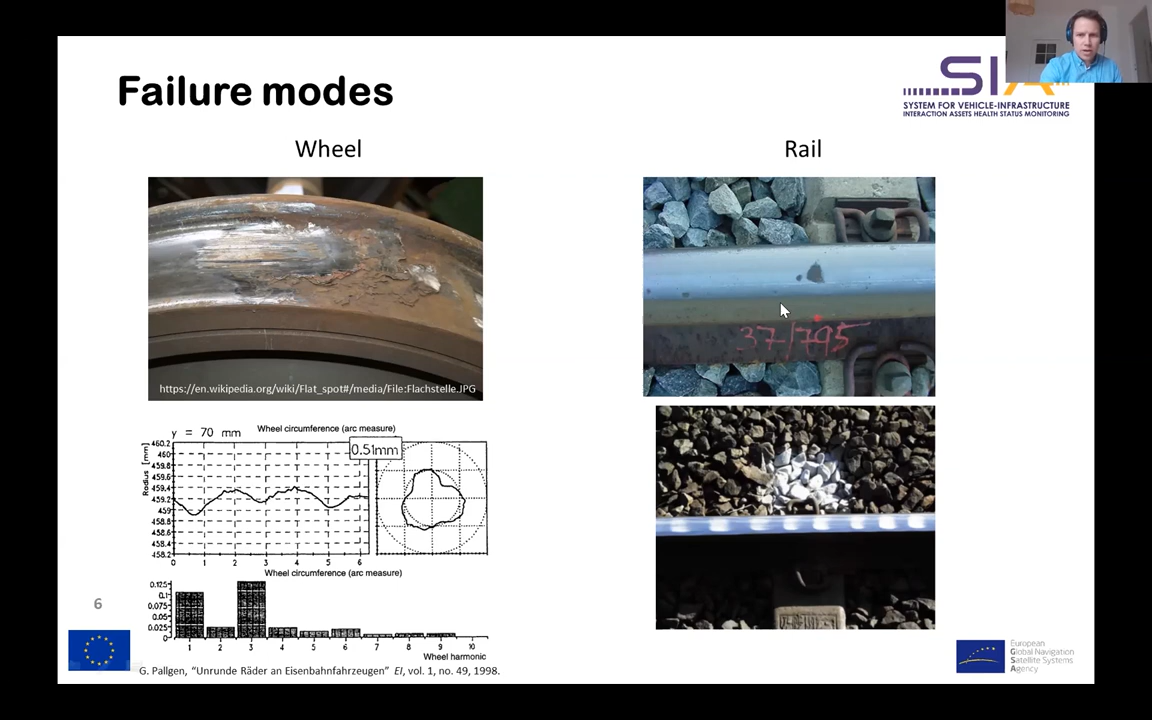 Failure modes
SIA
SYSTEM FOR VEHICLE-INFRASTRUCTURE
INTERACTION ASSETS HEALTH STATUS MONITORING
Wheel
Rail
https://en.wikipedia.org/wiki/Flat_spot#/media/File:Flachstelle.JPG
37/795
y = 70 mm
Wheel circumference (arc measure)
0.51mm
Radius [mm]
460.2
460
459.8
459.6
459.4
459.2
459
458.8
458.6
458.4
458.2
0 1 2 3 4 5 6
Wheel circumference (arc measure)
0.125
0.1
0.075
0.05
0.025
0
1 2 3 4 5 6 7 8 9 10
Wheel harmonic
G. Pallgen, “Unrunde Räder an Eisenbahnfahrzeugen” EI, vol. 1, no. 49, 1998.
6
European
Global Navigation
Satellite Systems
Agency